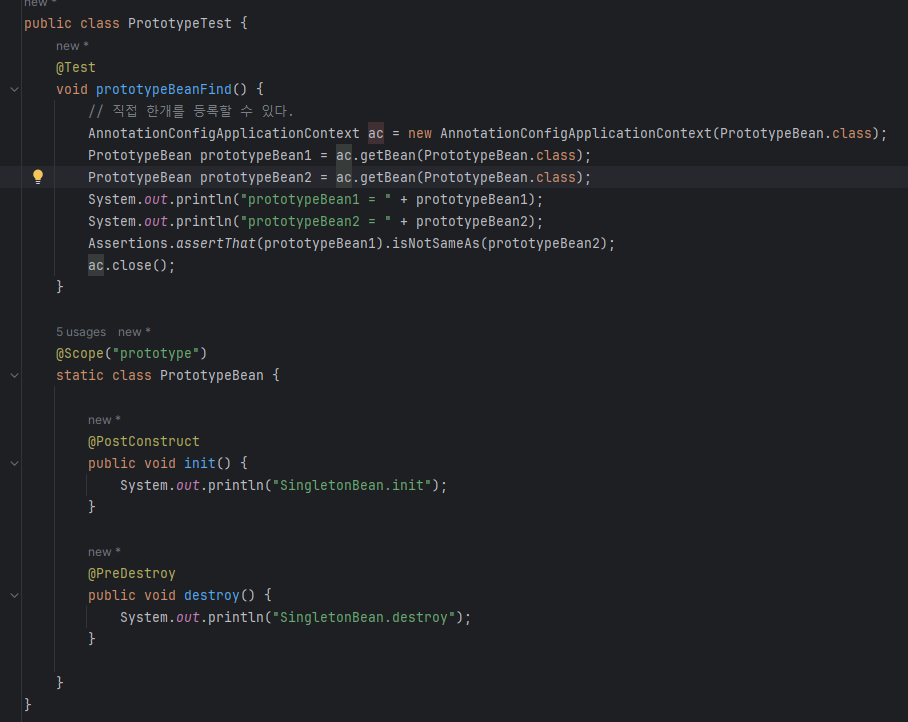 new *
public class PrototypeTest {
new *
@Test
void prototypeBeanFind() {
// 직접 한개를 등록할 수 있다.
AnnotationConfigApplicationContext ac = new AnnotationConfigApplicationContext(PrototypeBean.class);
PrototypeBean prototypeBean1 = ac.getBean(PrototypeBean.class);
PrototypeBean prototypeBean2 = ac.getBean(PrototypeBean.class);
System.out.println("prototypeBean1 = " + prototypeBean1);
System.out.println("prototypeBean2 = " + prototypeBean2);
Assertions.assertThat(prototypeBean1).isNotSameAs(prototypeBean2);
ac.close();
}
5 usages new *
@Scope("prototype")
static class PrototypeBean {
new *
@PostConstruct
public void init() {
System.out.println("SingletonBean.init");
}
new *
@PreDestroy
public void destroy() {
System.out.println("SingletonBean.destroy");
}
}
}